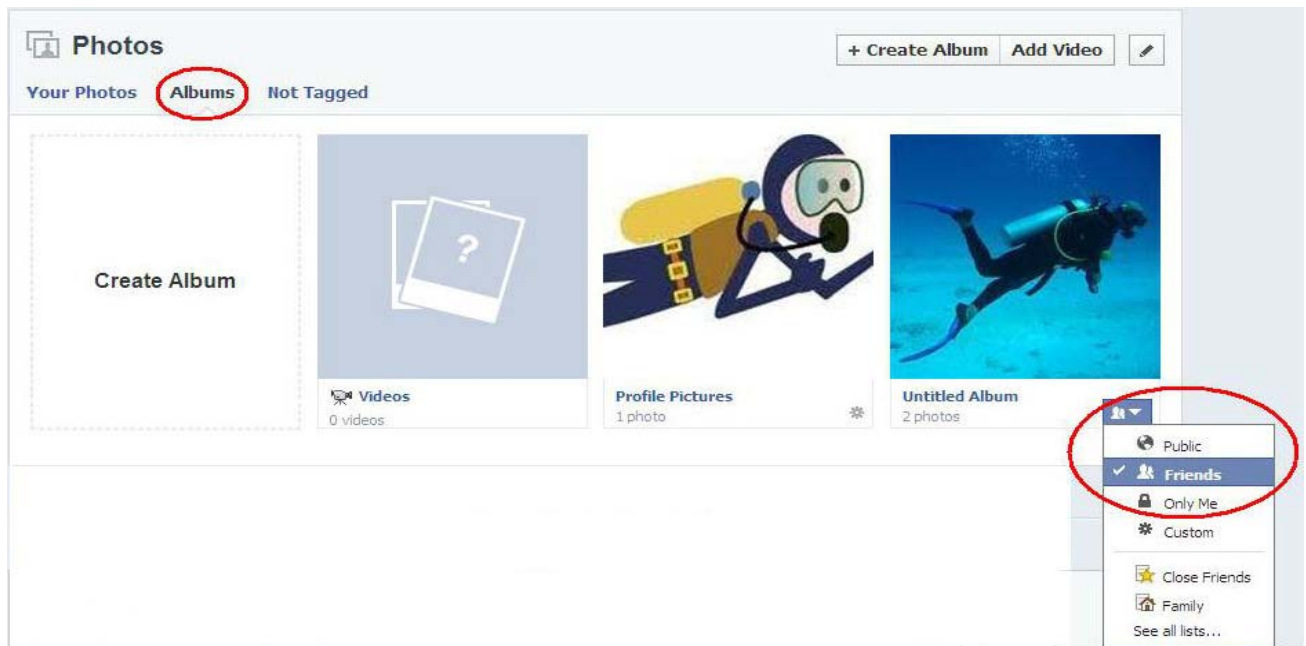 Photos
+ Create Album Add Video
Your Photos Albums Not Tagged
Create Album
?
Videos
0 videos
Profile Pictures
1 photo
Untitled Album
2 photos
Public
Friends
Only Me
Custom
Close Friends
Family
See all lists...